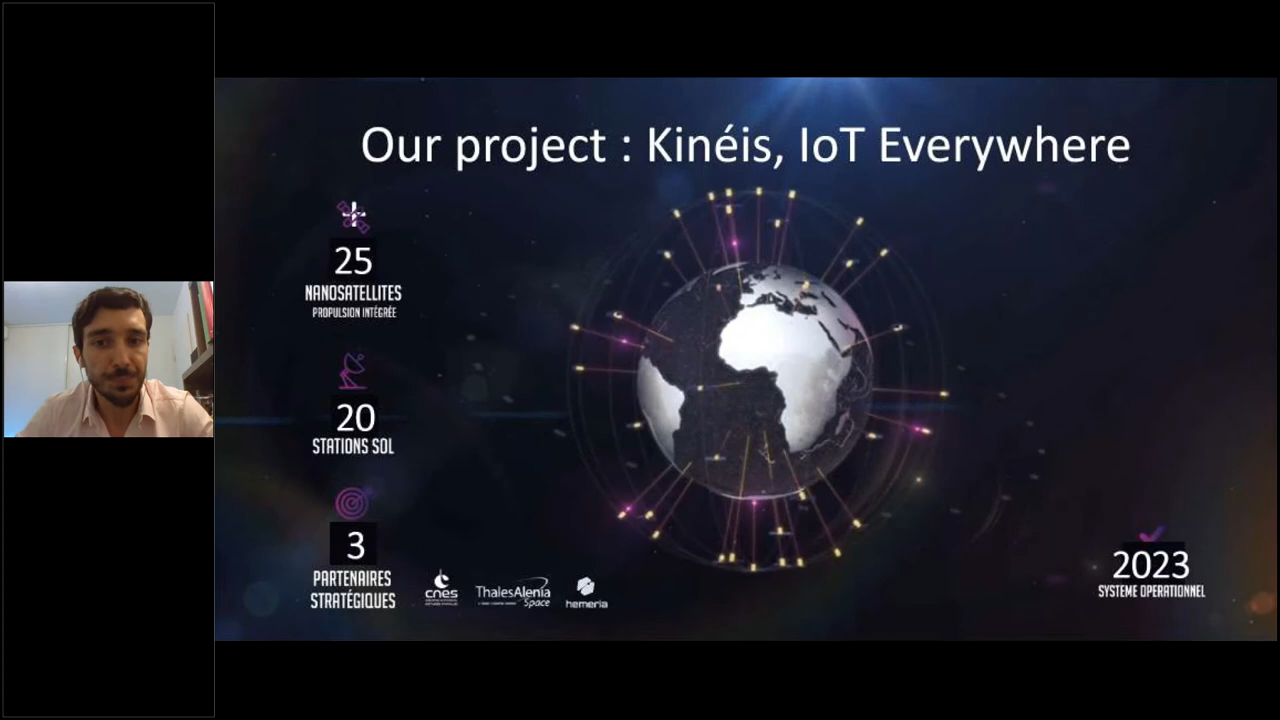 Our project : Kinéis, IoT Everywhere
25
NANOSATELLITES
PROPULSION INTÉGRÉE
20
STATIONS SOL
3
PARTENAIRES
STRATÉGIQUES
cnes
ThalesAlenia
Space
hemeria
2023
SYSTEME OPERATIONNEL